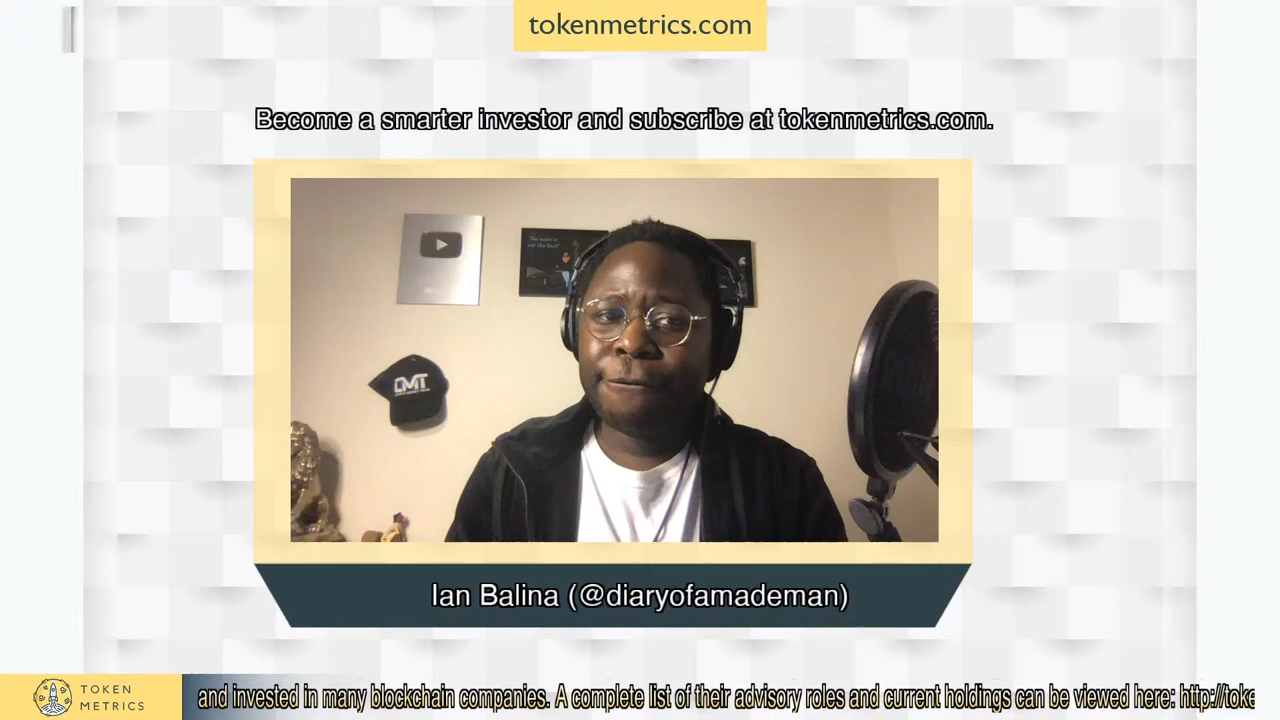 tokenmetrics.com
Become a smarter investor and subscribe at tokenmetrics.com.
Ian Balina (@diaryofamademan)
TOKEN
METRICS
and invested in many blockchain companies. A complete list of their advisory roles and current holdings can be viewed here: http://toke